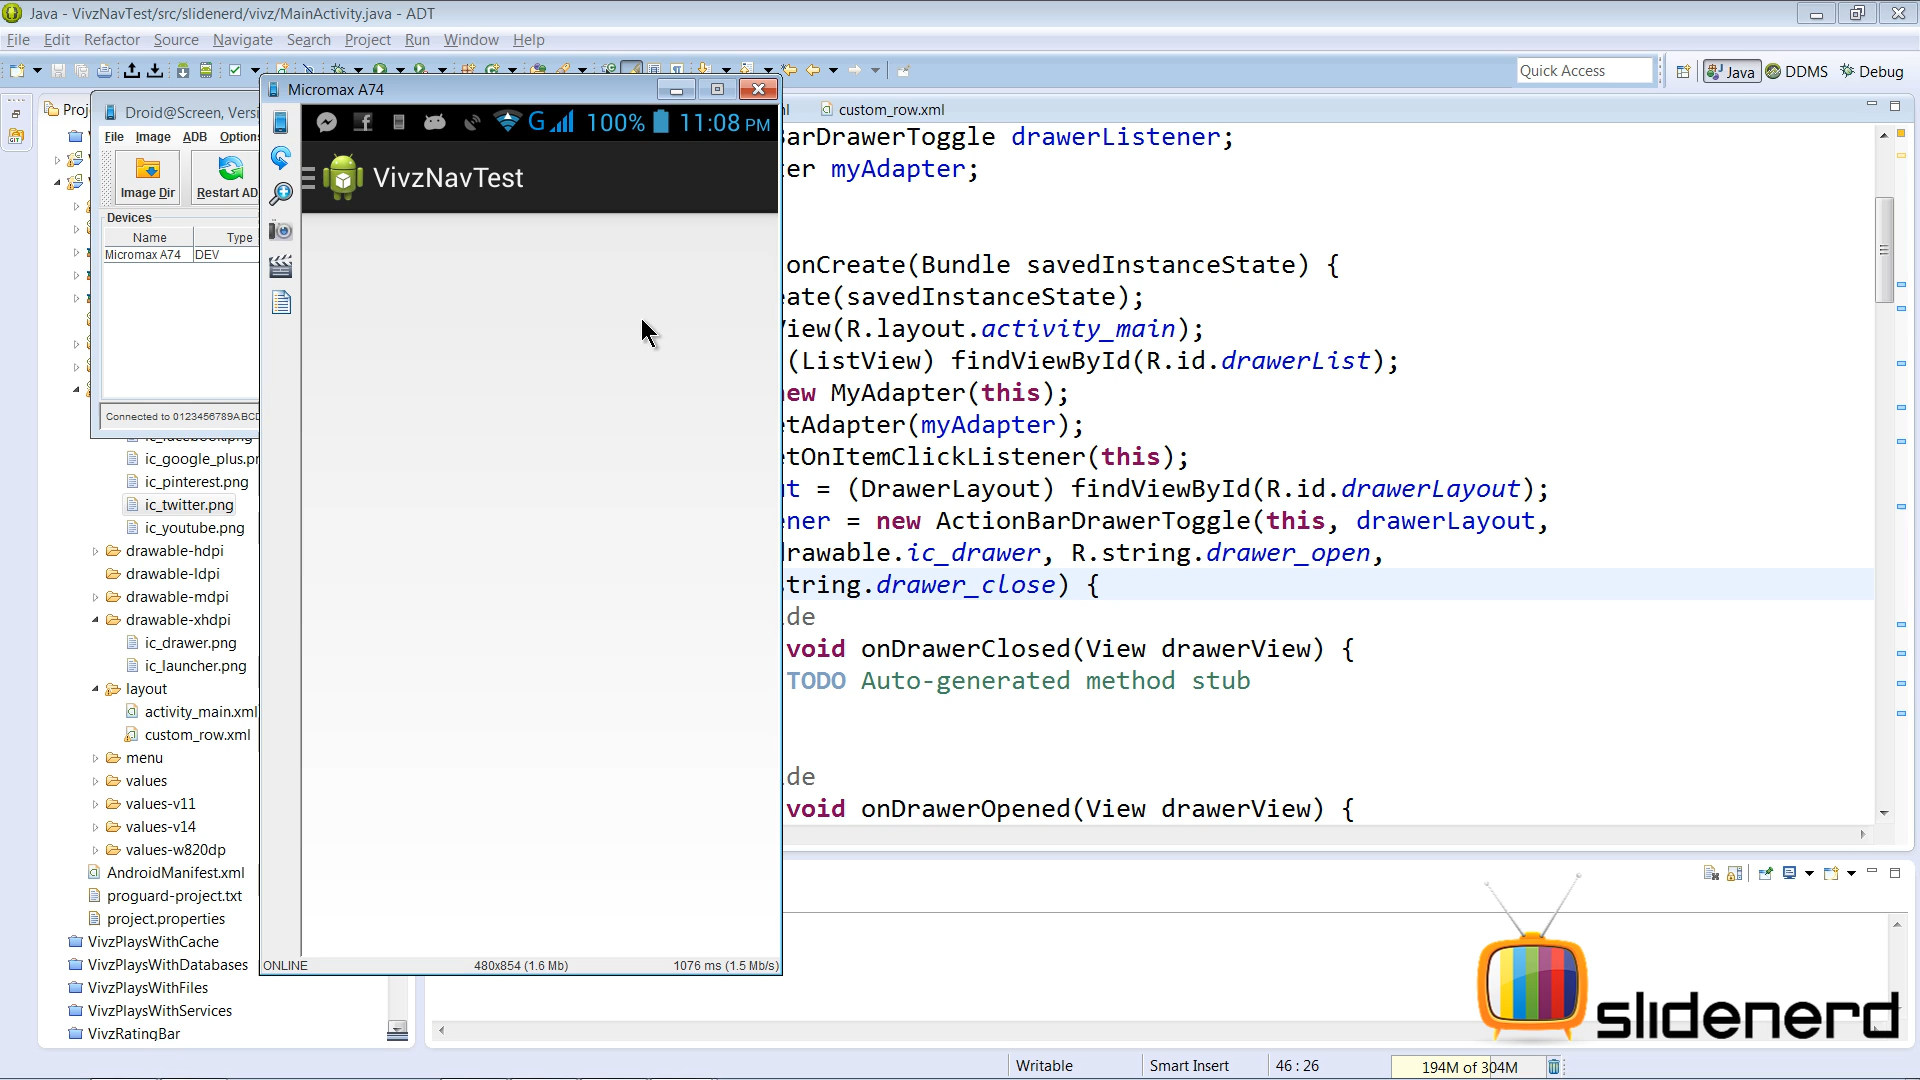 Java - VivzNavTest/src/slidenerd/vivz/MainActivity.java - ADT
File Edit Refactor Source Navigate Search Project Run Window Help
Quick Access
Java
DDMS
Debug
Droid@Screen, Versi
File Image ADB Option
Image Dir
Restart AD
Devices
Name Type
Micromax A74 DEV
Connected to 0123456789ABCD
ic_google_plus.pn
ic_pinterest.png
ic_twitter.png
ic_youtube.png
drawable-hdpi
drawable-ldpi
drawable-mdpi
drawable-xhdpi
ic_drawer.png
ic_launcher.png
layout
activity_main.xml
custom_row.xml
menu
values
values-v11
values-v14
values-w820dp
AndroidManifest.xml
proguard-project.txt
project.properties
VivzPlaysWithCache
VivzPlaysWithDatabases
VivzPlaysWithFiles
VivzPlaysWithServices
VivzRatingBar
Micromax A74
G 100% 11:08 PM
VivzNavTest
ONLINE 480x854 (1.6 Mb) 1076 ms (1.5 Mb/s)
custom_row.xml
arDrawerToggle drawerListener;
er myAdapter;
onCreate(Bundle savedInstanceState) {
ate(savedInstanceState);
iew(R.layout.activity_main);
(ListView) findViewById(R.id.drawerList);
ew MyAdapter(this);
tAdapter(myAdapter);
tOnItemClickListener(this);
t = (DrawerLayout) findViewById(R.id.drawerLayout);
ner = new ActionBarDrawerToggle(this, drawerLayout,
rawable.ic_drawer, R.string.drawer_open,
tring.drawer_close) {
de
void onDrawerClosed(View drawerView) {
TODO Auto-generated method stub
de
void onDrawerOpened(View drawerView) {
slidenerd
Writable
Smart Insert
46 : 26
194M of 304M